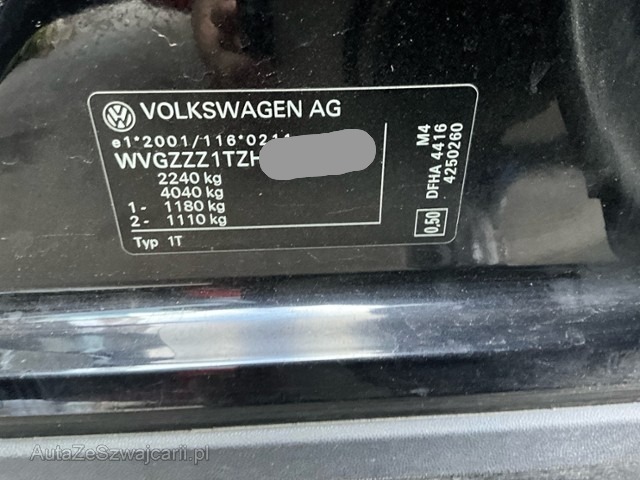 VOLKSWAGEN AG
e1*2001/116*0211
WVGZZZ1TZH
2240 kg
4040 kg
1- 1180 kg
2- 1110 kg
Typ 1T
M4
DFHA 4416
4250260
0,50
AutaZeSzwajcarii.pl